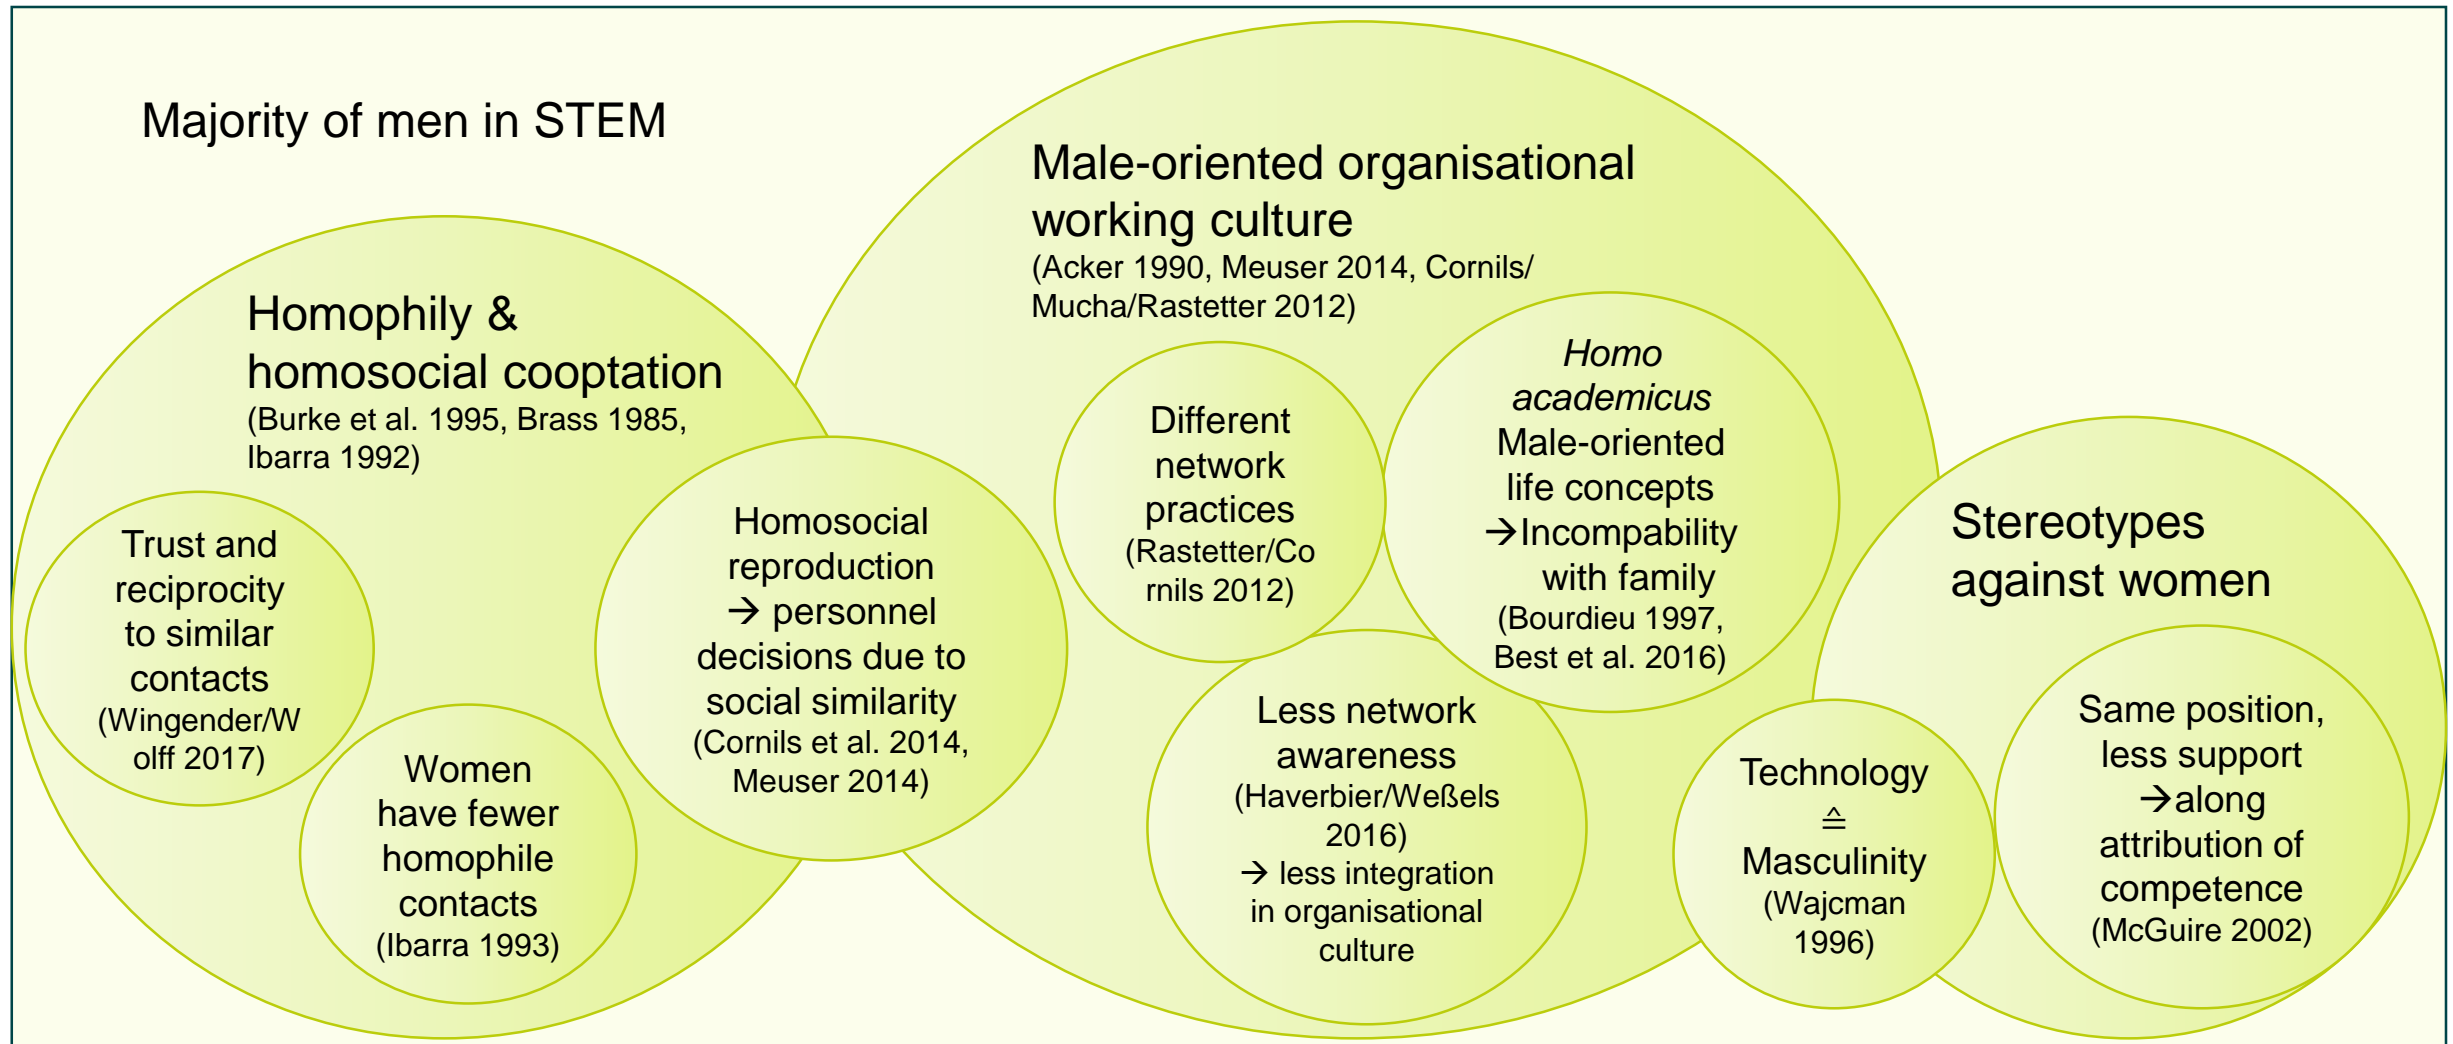 Majority of men in STEM
Homophily &
homosocial cooptation
(Burke et al. 1995, Brass 1985,
Ibarra 1992)
Trust and
reciprocity
to similar
contacts
(Wingender/W
olff 2017)
Women
have fewer
homophile
contacts
(Ibarra 1993)
Homosocial
reproduction
→ personnel
decisions due to
social similarity
(Cornils et al. 2014,
Meuser 2014)
Male-oriented organisational
working culture
(Acker 1990, Meuser 2014, Cornils/
Mucha/Rastetter 2012)
Different
network
practices
(Rastetter/Co
rnils 2012)
Homo
academicus
Male-oriented
life concepts
→Incompability
with family
(Bourdieu 1997,
Best et al. 2016)
Less network
awareness
(Haverbier/Weßels
2016)
→ less integration
in organisational
culture
Stereotypes
against women
Technology
≙
Masculinity
(Wajcman
1996)
Same position,
less support
→along
attribution of
competence
(McGuire 2002)